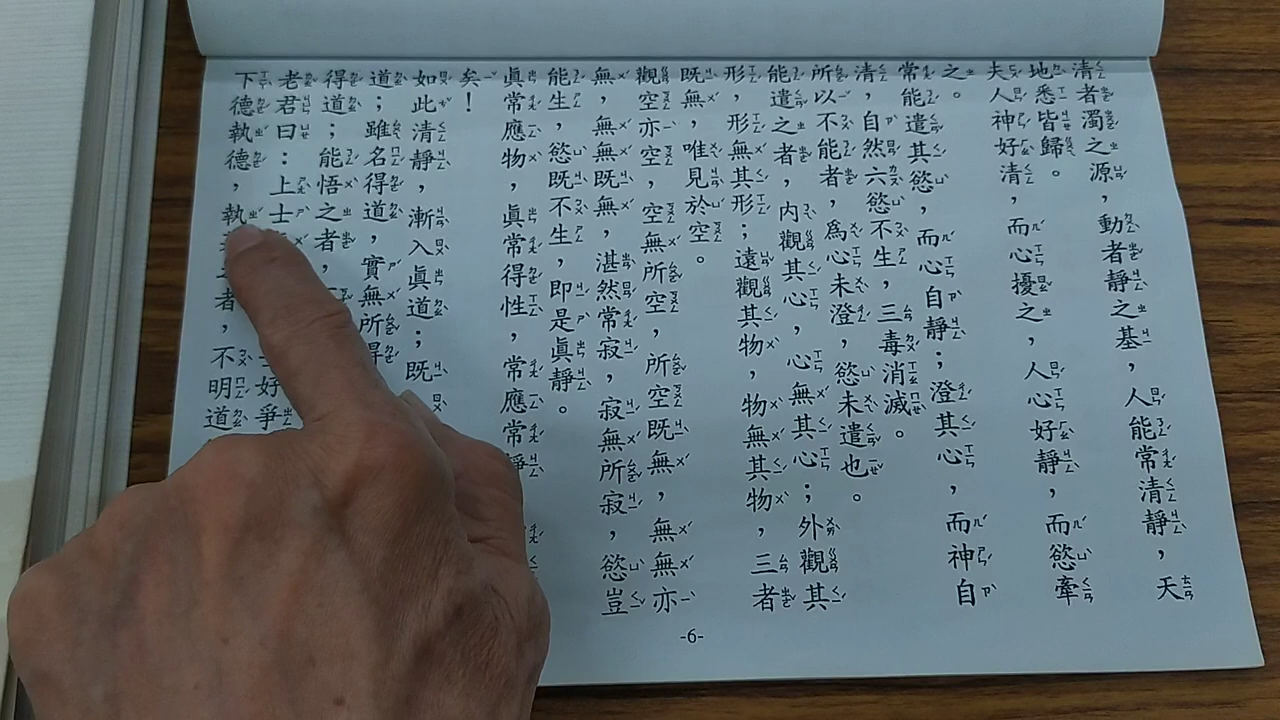 清者濁之源，動者靜之基，人能常清靜，天
地悉皆歸。
夫人神好清，而心擾之，人心好靜，而慾牽
之。
常能遣其慾，而心自靜；澄其心，而神自
清，自然六慾不生，三毒消滅。
所以不能者，為心未澄，慾未遣也。
能遣之者，內觀其心，心無其心；外觀其
形，形無其形；遠觀其物，物無其物，三者
既無，唯見於空。
觀空亦空，空無所空，所空既無，無無亦
無，無無既無，湛然常寂，寂無所寂，慾豈
能生，慾既不生，即是眞靜。
眞常應物，眞常得性，常應常靜
矣！
如此清靜，漸入眞道；既
道；雖名得道，實無所得
得道；能悟之者，
老君曰：上士 好爭
下德執德，執 者，不明道
-6-